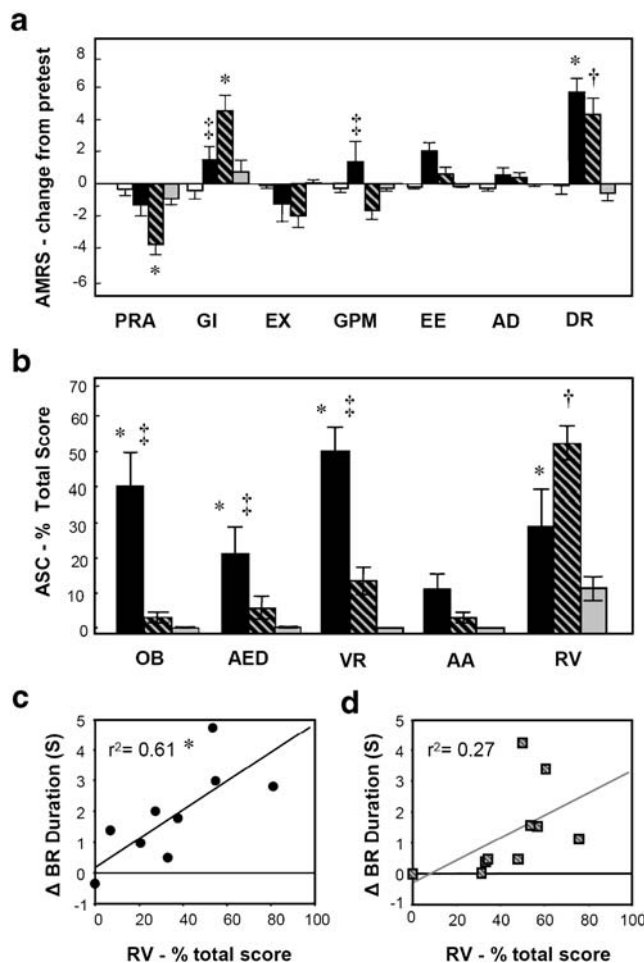 a
AMRS - change from pretest
8
6
4
2
0
-2
-4
-6
* ‡ * ‡ * †
PRA GI EX GPM EE AD DR
b
ASC - % Total Score
70
60
50
40
30
20
10
0
* ‡ * ‡ * ‡ * †
OB AED VR AA RV
c
Δ BR Duration (S)
5
4
3
2
1
0
-1
r²= 0.61 *
0 20 40 60 80 100
RV - % total score
d
Δ BR Duration (S)
5
4
3
2
1
0
-1
r²= 0.27
0 20 40 60 80 100
RV - % total score